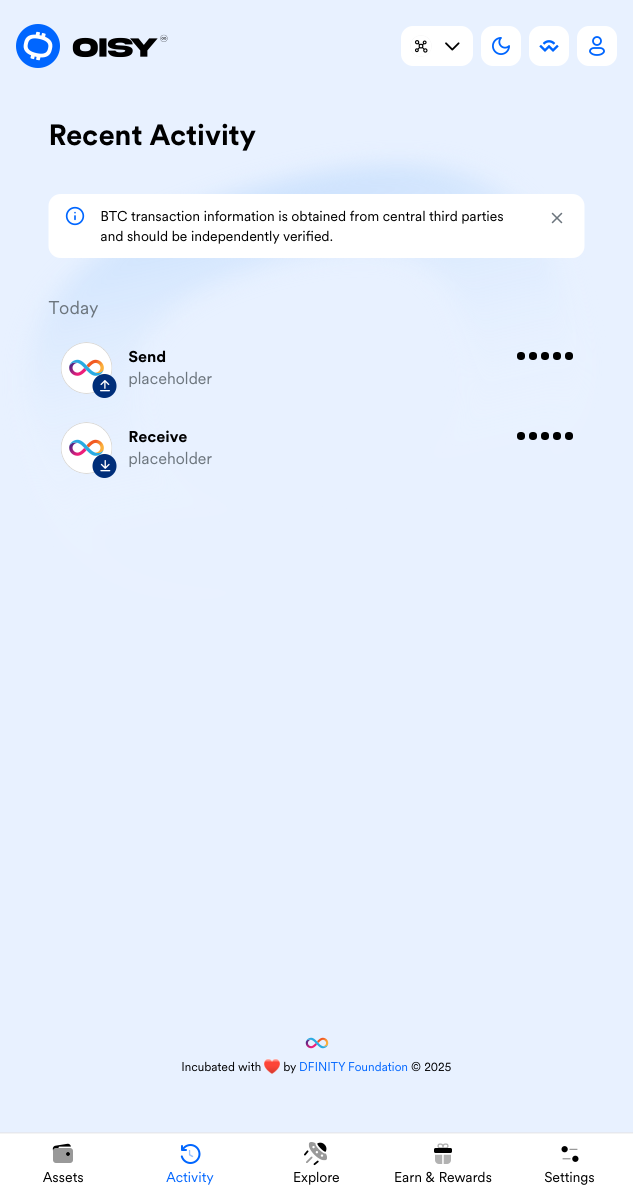 OISY
Recent Activity
BTC transaction information is obtained from central third parties
and should be independently verified.
Today
Send
placeholder
Receive
placeholder
Incubated with ❤️ by DFINITY Foundation © 2025
Assets
Activity
Explore
Earn & Rewards
Settings